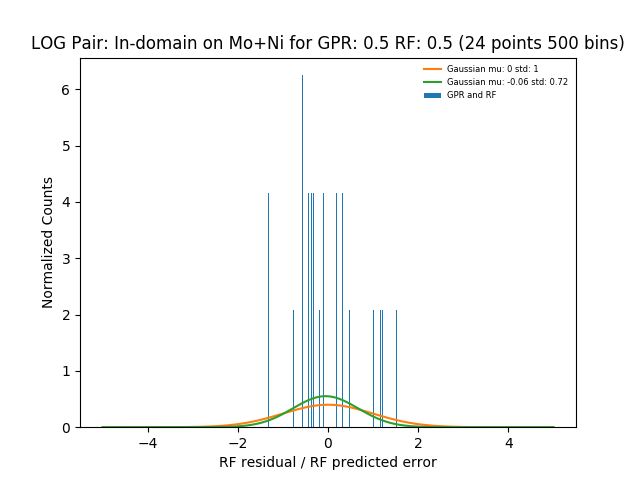 LOG Pair: In-domain on Mo+Ni for GPR: 0.5 RF: 0.5 (24 points 500 bins)
Gaussian mu: 0 std: 1
Gaussian mu: -0.06 std: 0.72
GPR and RF
Normalized Counts
6
5
4
3
2
1
0
−4 −2 0 2 4
RF residual / RF predicted error